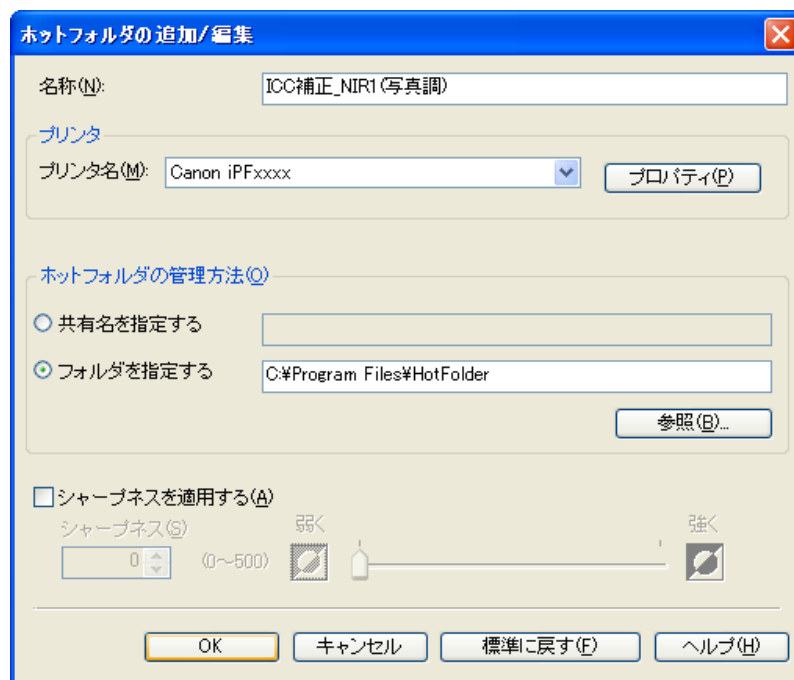 ホットフォルダの追加/編集
名称(N): ICC補正_NIR1(写真調)
プリンタ
プリンタ名(M): Canon iPFxxxx プロパティ(P)
ホットフォルダの管理方法(O)
共有名を指定する
フォルダを指定する C:¥Program Files¥HotFolder
参照(B)...
シャープネスを適用する(A)
シャープネス(S) 弱く 強く
0 (0~500)
OK キャンセル 標準に戻す(F) ヘルプ(H)